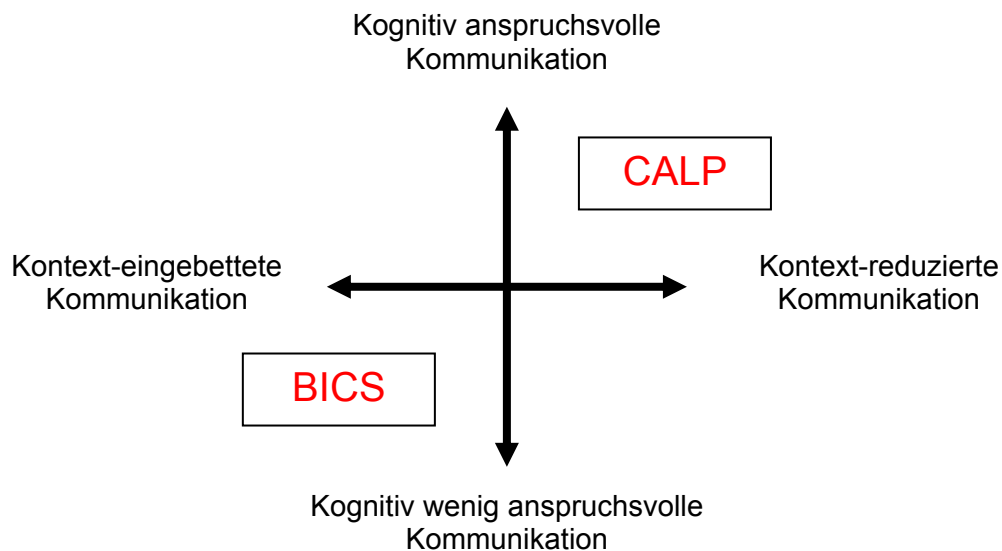 Kognitiv anspruchsvolle
Kommunikation
CALP
Kontext-eingebettete
Kommunikation
Kontext-reduzierte
Kommunikation
BICS
Kognitiv wenig anspruchsvolle
Kommunikation